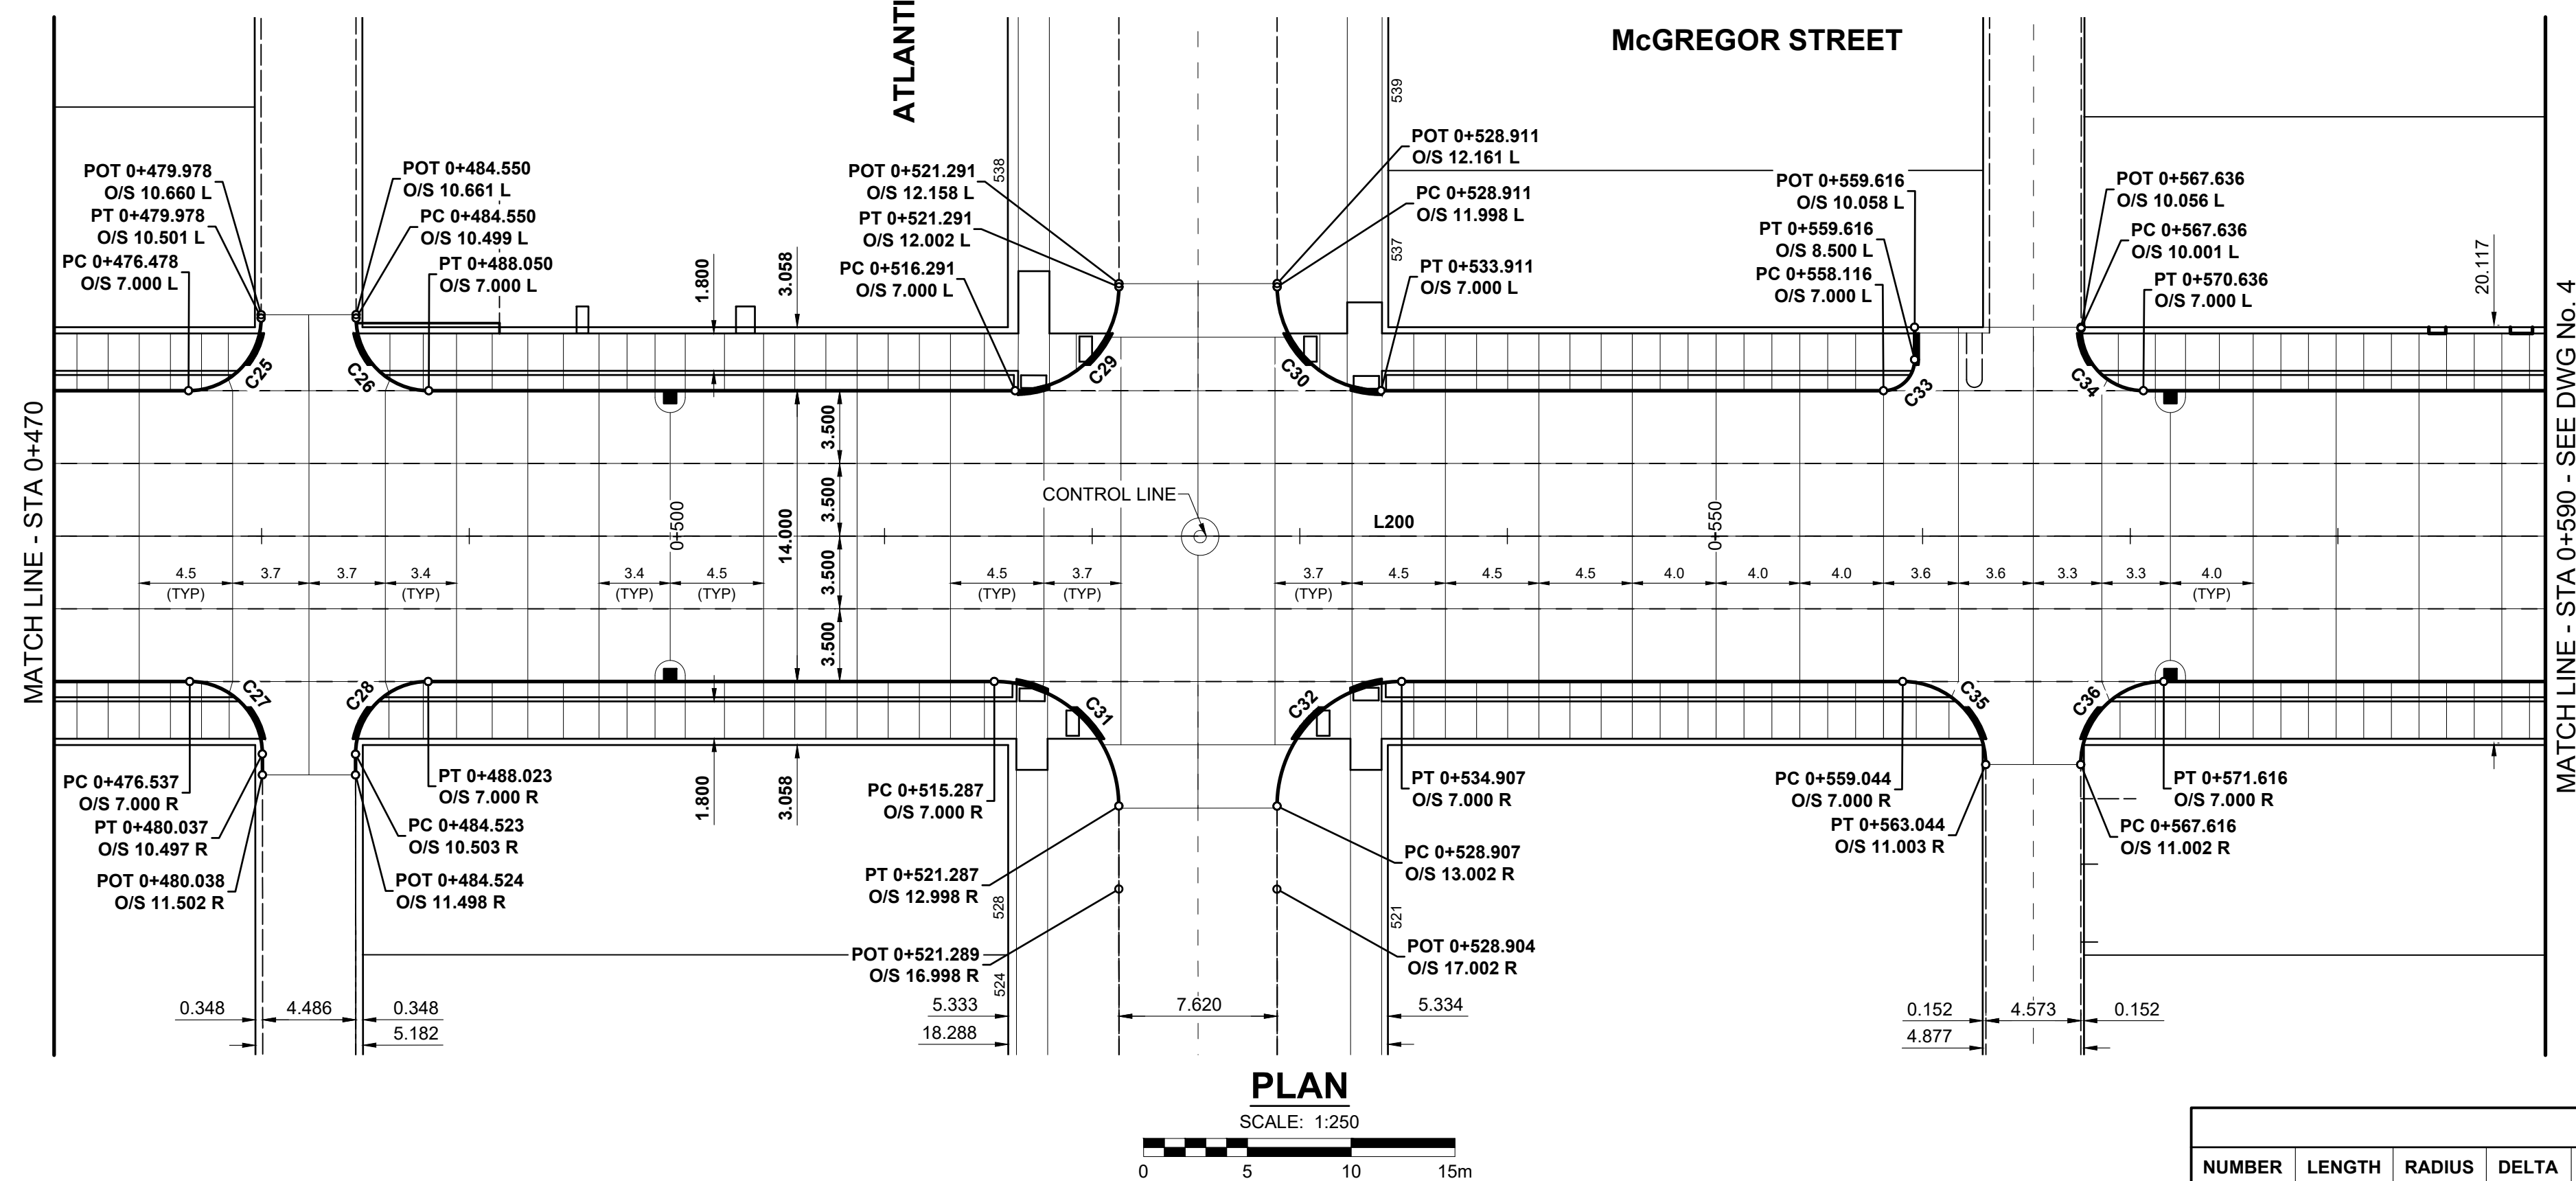 ATLANTI
McGREGOR STREET
539
538
537
POT 0+479.978
O/S 10.660 L
PT 0+479.978
O/S 10.501 L
PC 0+476.478
O/S 7.000 L
POT 0+484.550
O/S 10.661 L
PC 0+484.550
O/S 10.499 L
PT 0+488.050
O/S 7.000 L
1.800
3.058
POT 0+521.291
O/S 12.158 L
PT 0+521.291
O/S 12.002 L
PC 0+516.291
O/S 7.000 L
POT 0+528.911
O/S 12.161 L
PC 0+528.911
O/S 11.998 L
PT 0+533.911
O/S 7.000 L
POT 0+559.616
O/S 10.058 L
PT 0+559.616
O/S 8.500 L
PC 0+558.116
O/S 7.000 L
POT 0+567.636
O/S 10.056 L
PC 0+567.636
O/S 10.001 L
PT 0+570.636
O/S 7.000 L
20.117
C25
C26
C29
C30
C33
C34
MATCH LINE - STA 0+470
MATCH LINE - STA 0+590 - SEE DWG No. 4
3.500
3.500
3.500
3.500
14.000
0+500
CONTROL LINE
L200
0+550
4.5
(TYP)
3.7
3.7
3.4
(TYP)
3.4
(TYP)
4.5
(TYP)
4.5
(TYP)
3.7
(TYP)
3.7
(TYP)
4.5
4.5
4.5
4.0
4.0
4.0
3.6
3.6
3.3
3.3
4.0
(TYP)
C27
C28
C31
C32
C35
C36
PC 0+476.537
O/S 7.000 R
PT 0+480.037
O/S 10.497 R
POT 0+480.038
O/S 11.502 R
PT 0+488.023
O/S 7.000 R
PC 0+484.523
O/S 10.503 R
POT 0+484.524
O/S 11.498 R
1.800
3.058
PC 0+515.287
O/S 7.000 R
PT 0+521.287
O/S 12.998 R
POT 0+521.289
O/S 16.998 R
528
524
PT 0+534.907
O/S 7.000 R
PC 0+528.907
O/S 13.002 R
POT 0+528.904
O/S 17.002 R
521
PC 0+559.044
O/S 7.000 R
PT 0+563.044
O/S 11.003 R
PT 0+571.616
O/S 7.000 R
PC 0+567.616
O/S 11.002 R
0.348
4.486
0.348
5.182
5.333
7.620
5.334
18.288
0.152
4.573
0.152
4.877
PLAN
SCALE: 1:250
0 5 10 15m
NUMBER LENGTH RADIUS DELTA